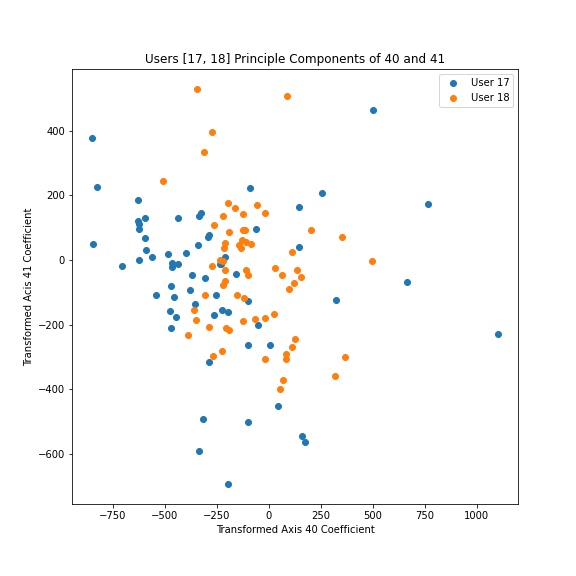 Users [17, 18] Principle Components of 40 and 41
User 17
User 18
400
200
0
−200
−400
−600
Transformed Acis 41 Coefficient
−750
−500
−250
0
250
500
750
1000
Transformed Axis 40 Coefficient